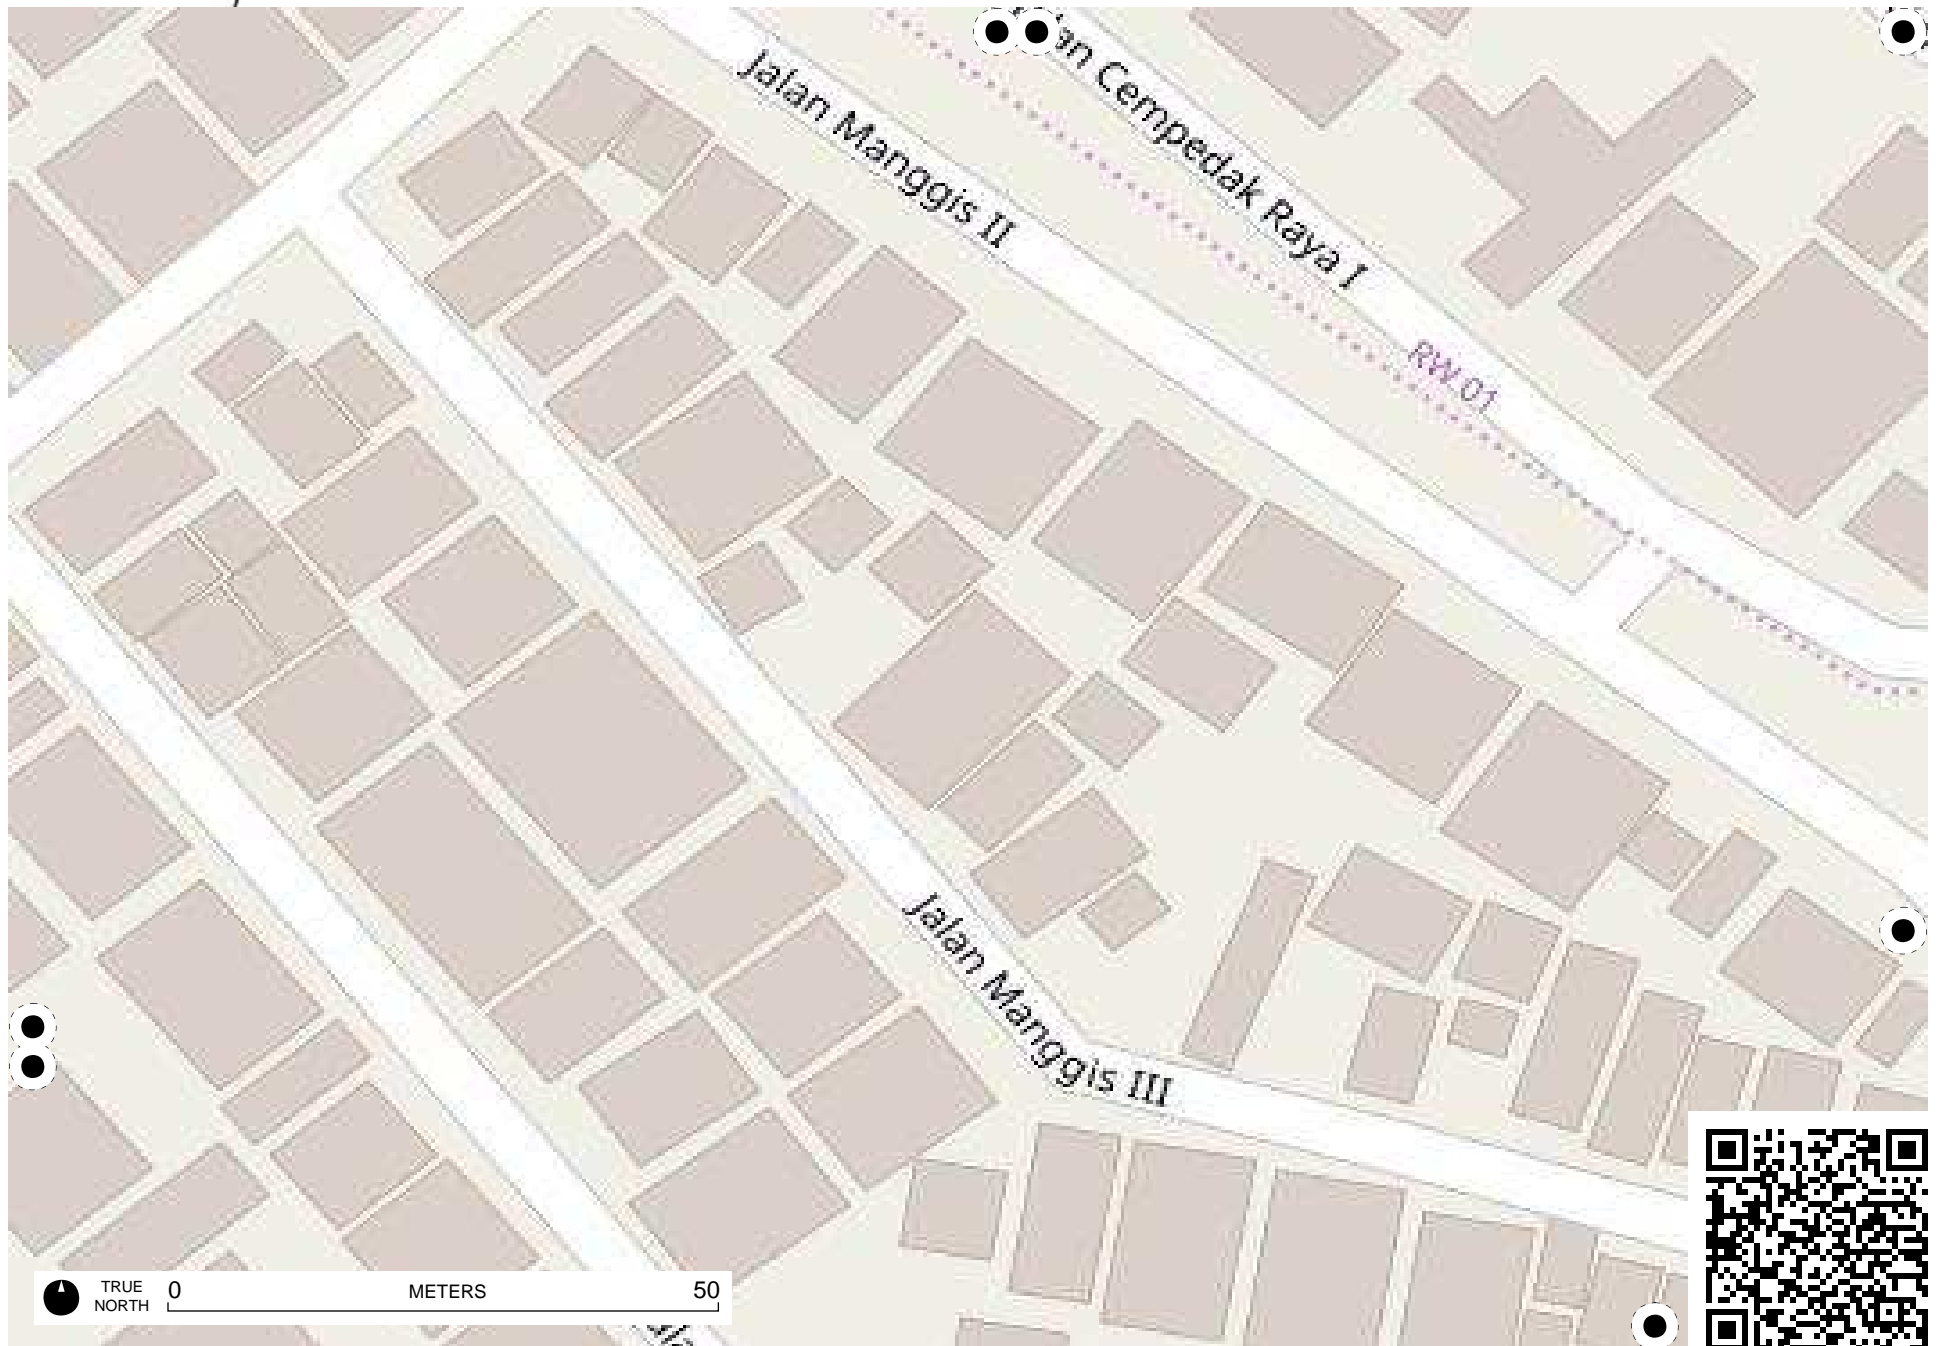 Jalan Manggis II
Cempedak Raya I
RW 01
Jalan Manggis III
TRUE
NORTH
0 METERS 50